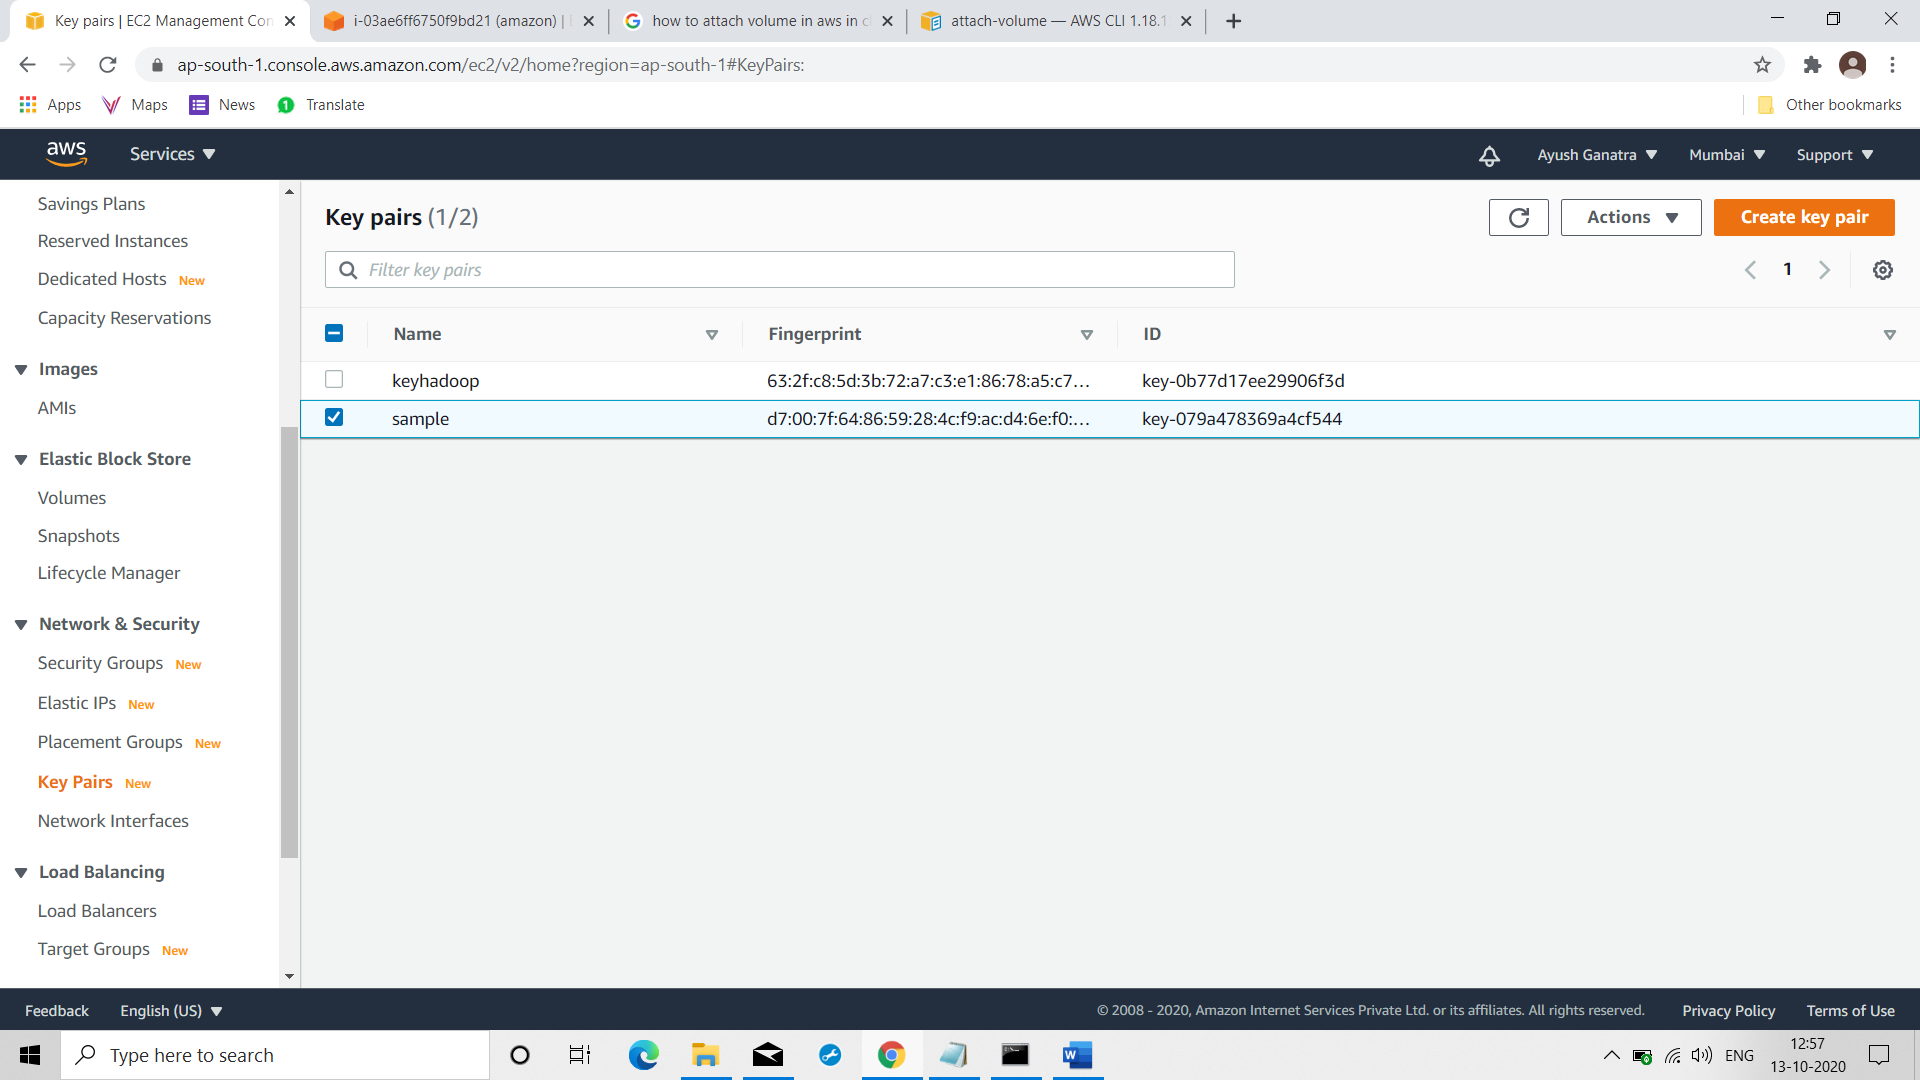 Key pairs | EC2 Management Con
i-03ae6ff6750f9bd21 (amazon) |
how to attach volume in aws in c
attach-volume — AWS CLI 1.18.1
ap-south-1.console.aws.amazon.com/ec2/v2/home?region=ap-south-1#KeyPairs:
Apps
Maps
News
1
Translate
Other bookmarks
aws
Services
Ayush Ganatra
Mumbai
Support
Savings Plans
Reserved Instances
Dedicated Hosts New
Capacity Reservations
Images
AMIs
Elastic Block Store
Volumes
Snapshots
Lifecycle Manager
Network & Security
Security Groups New
Elastic IPs New
Placement Groups New
Key Pairs New
Network Interfaces
Load Balancing
Load Balancers
Target Groups New
Key pairs (1/2)
Actions
Create key pair
Filter key pairs
1
Name Fingerprint ID
keyhadoop 63:2f:c8:5d:3b:72:a7:c3:e1:86:78:a5:c7... key-0b77d17ee29906f3d
sample d7:00:7f:64:86:59:28:4c:f9:ac:d4:6e:f0:... key-079a478369a4cf544
Feedback
English (US)
© 2008 - 2020, Amazon Internet Services Private Ltd. or its affiliates. All rights reserved.
Privacy Policy
Terms of Use
Type here to search
W
ENG
12:57
13-10-2020